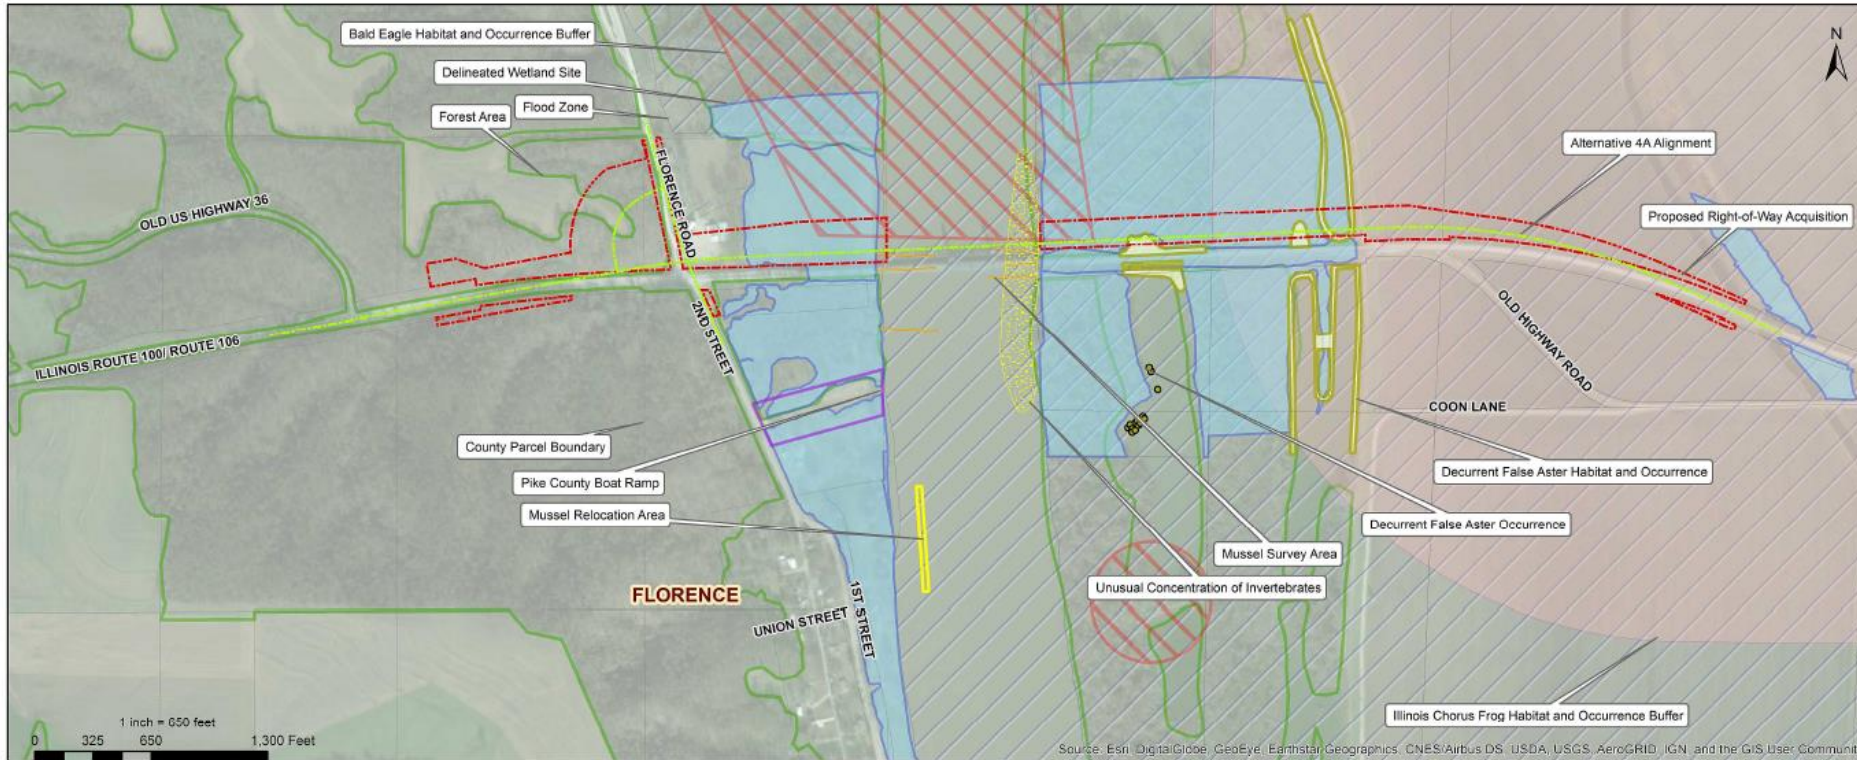 N
Bald Eagle Habitat and Occurrence Buffer
Delineated Wetland Site
Flood Zone
Forest Area
Alternative 4A Alignment
Proposed Right-of-Way Acquisition
FLORENCE ROAD
OLD US HIGHWAY 36
2ND STREET
ILLINOIS ROUTE 100/ ROUTE 106
OLD HIGHWAY ROAD
COON LANE
County Parcel Boundary
Pike County Boat Ramp
Mussel Relocation Area
Decurrent False Aster Habitat and Occurrence
Decurrent False Aster Occurrence
Mussel Survey Area
Unusual Concentration of Invertebrates
FLORENCE
UNION STREET
1ST STREET
Illinois Chorus Frog Habitat and Occurrence Buffer
1 inch = 650 feet
0 325 650 1,300 Feet
Source: Esri, DigitalGlobe, GeoEye, Earthstar Geographics, CNES/Airbus DS, USDA, USGS, AeroGRID, IGN, and the GIS User Communit